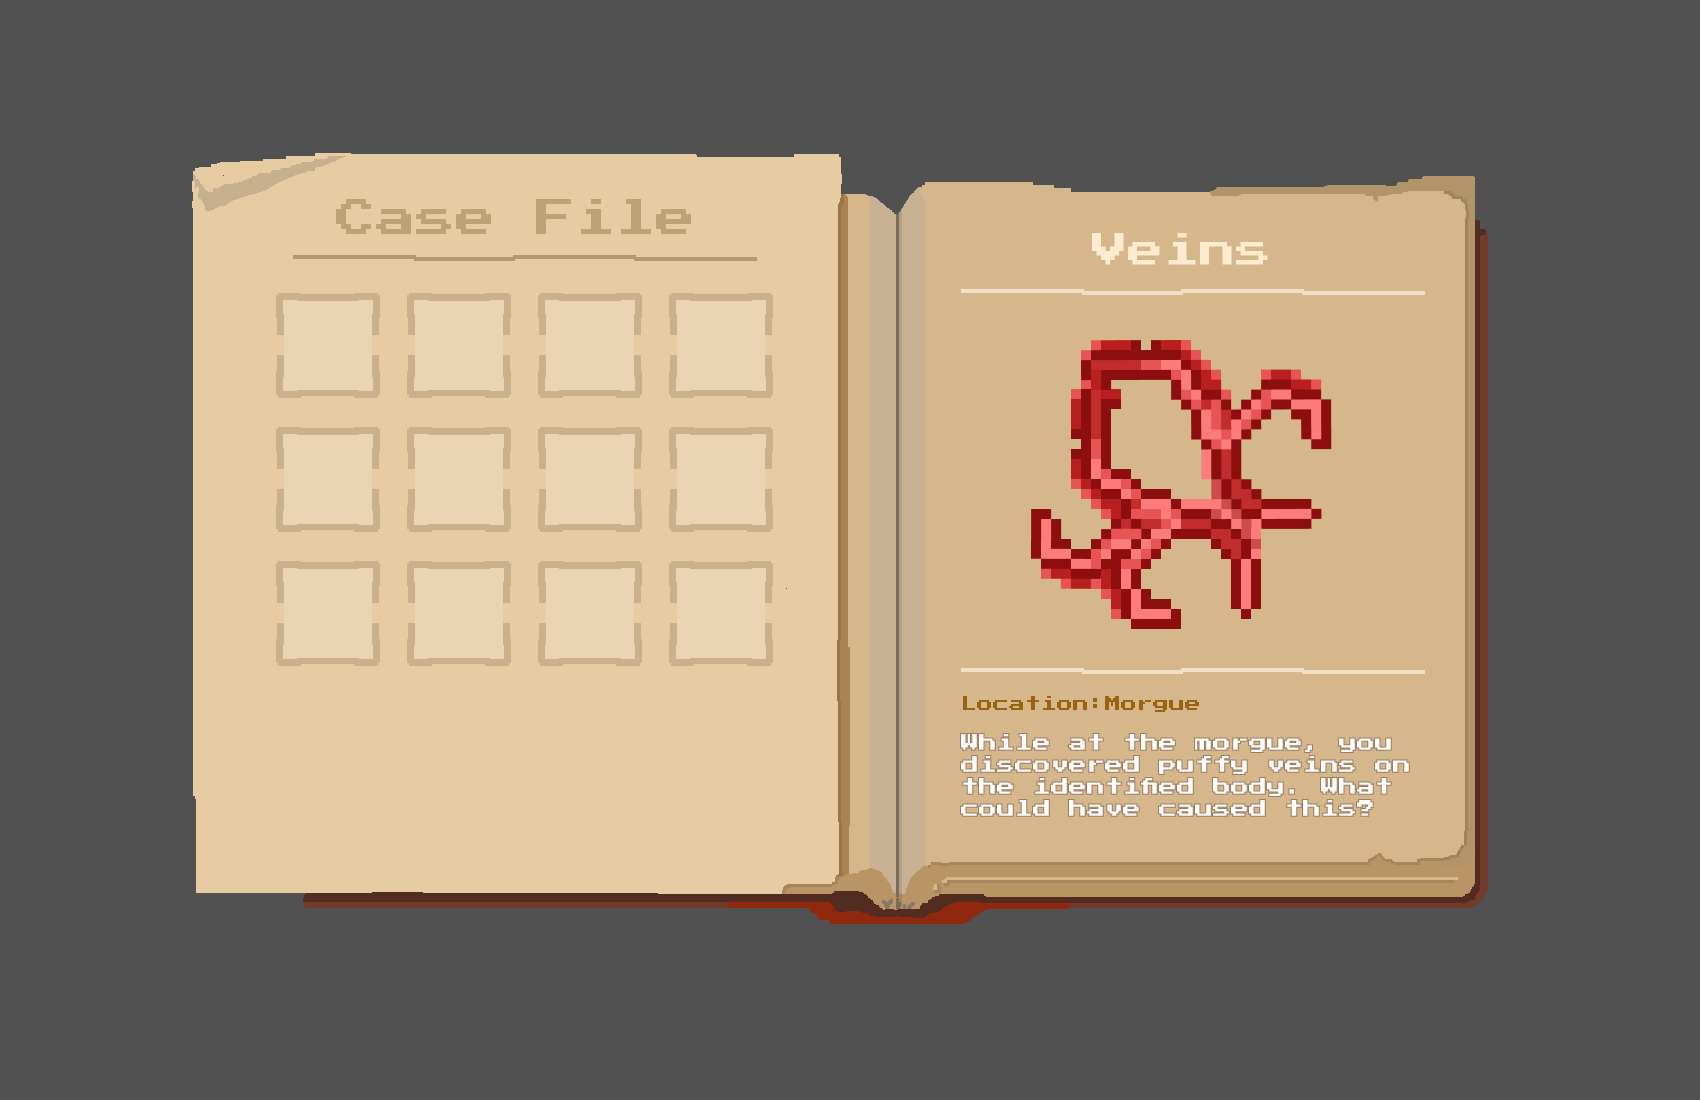 Case File
Veins
Location:Morgue
While at the morgue, you
discovered puffy veins on
the identified body. What
could have caused this?